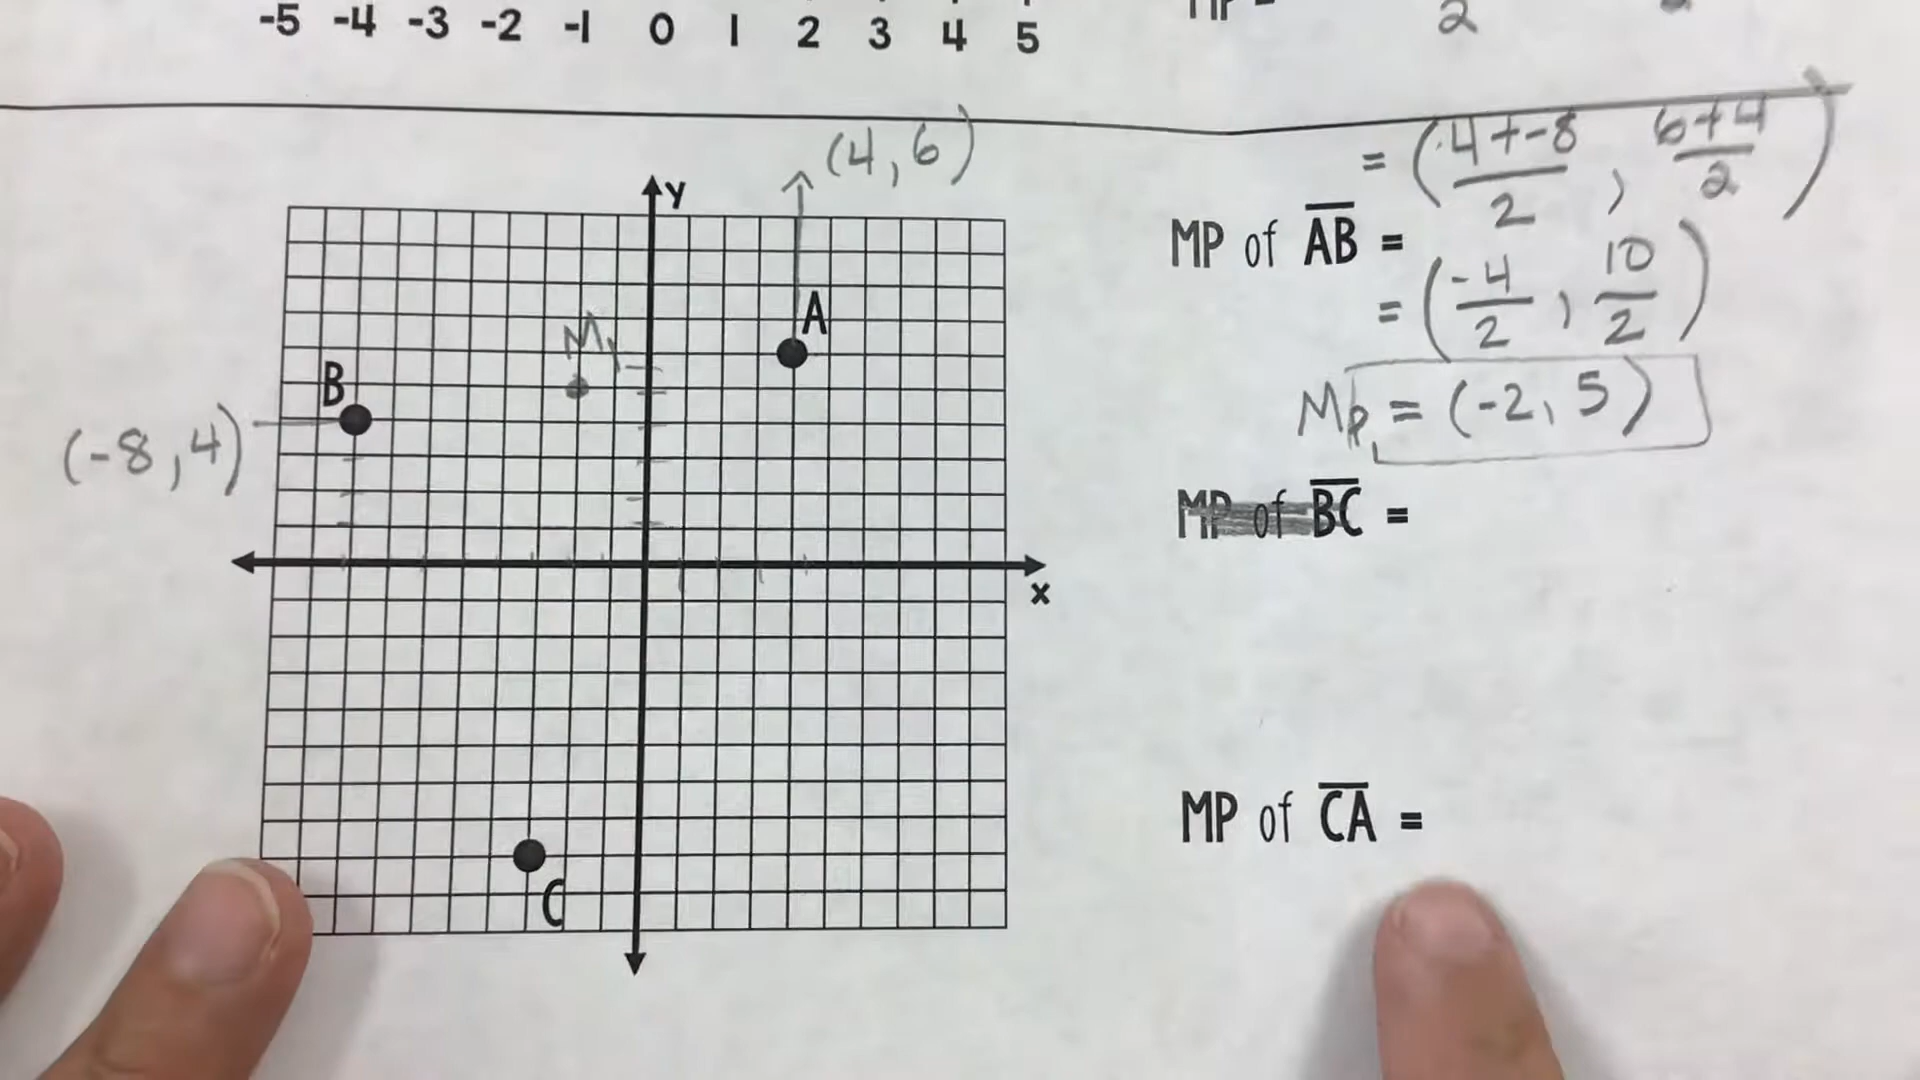 -5 -4 -3 -2 -1 0 1 2 3 4 5
2
(4,6)
y
A
M1
B
(-8,4)
x
C
= (4+-8/2, 6+4/2)
MP of AB =
= (-4/2, 10/2)
Mp1 = (-2, 5)
MP of BC =
MP of CA =